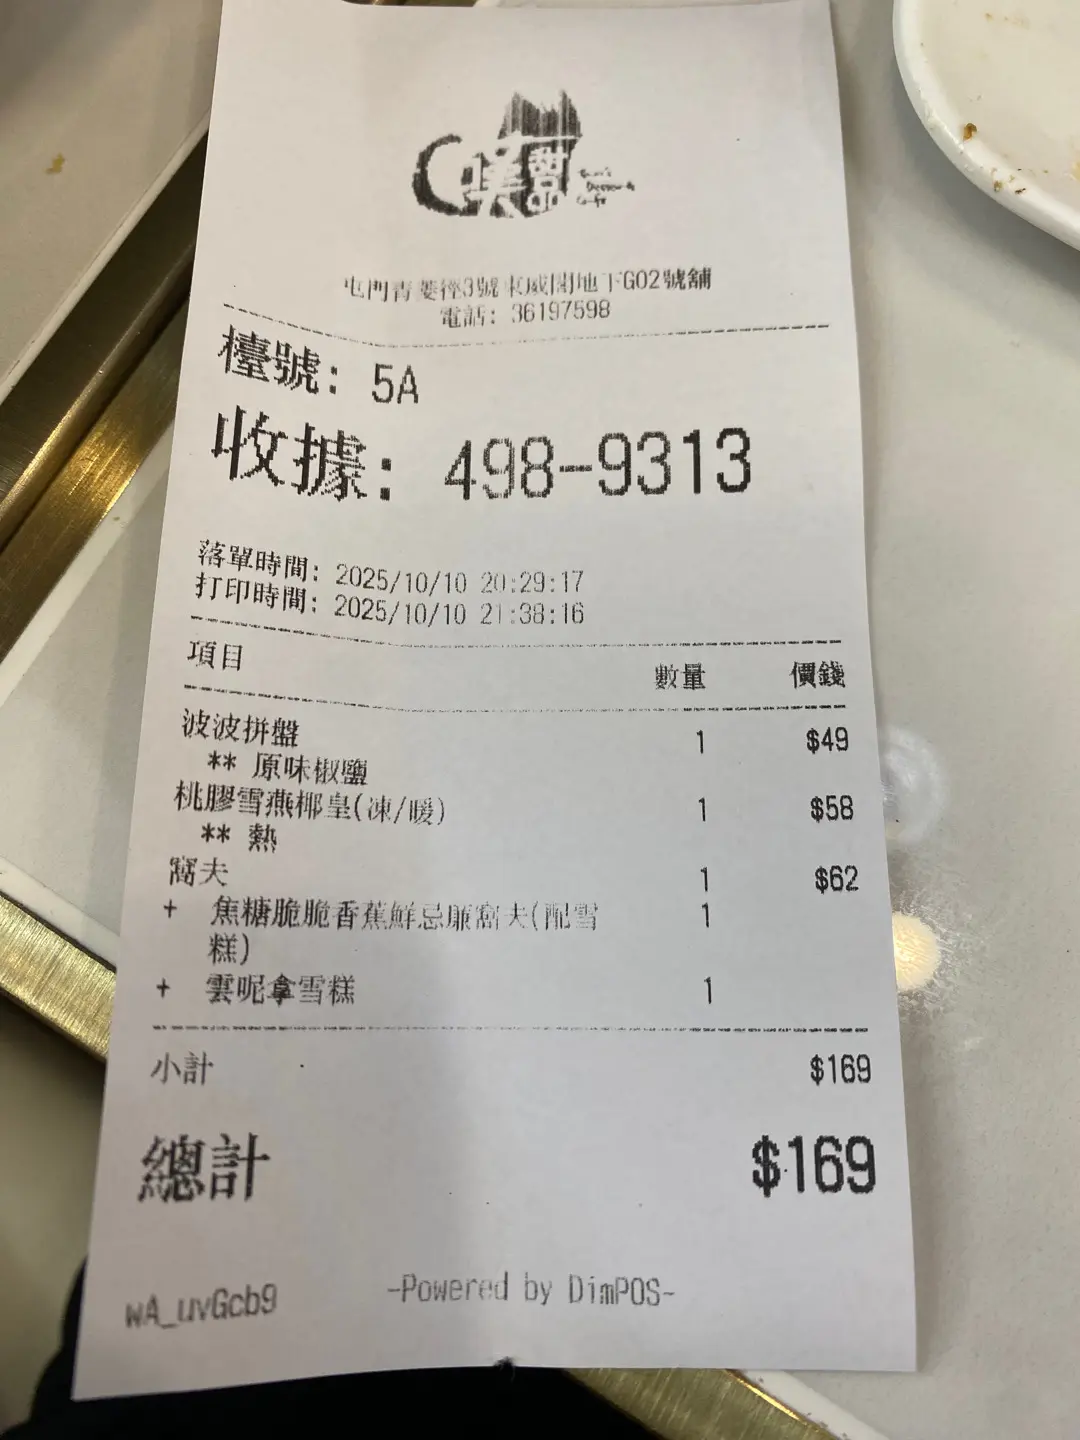 甜品
屯門青菱徑3號東威閣地下G02號舖
電話: 36197598
檯號: 5A
收據: 498-9313
落單時間: 2025/10/10 20:29:17
打印時間: 2025/10/10 21:38:16
項目 數量 價錢
波波拼盤 1 $49
** 原味椒鹽
桃膠雪燕椰皇(凍/暖) 1 $58
** 熱
窩夫 1 $62
+ 焦糖脆脆香蕉鮮忌廉窩夫(配雪 1
糕)
+ 雲呢拿雪糕 1
小計 $169
總計 $169
wA_uvGcb9 -Powered by DimPOS-